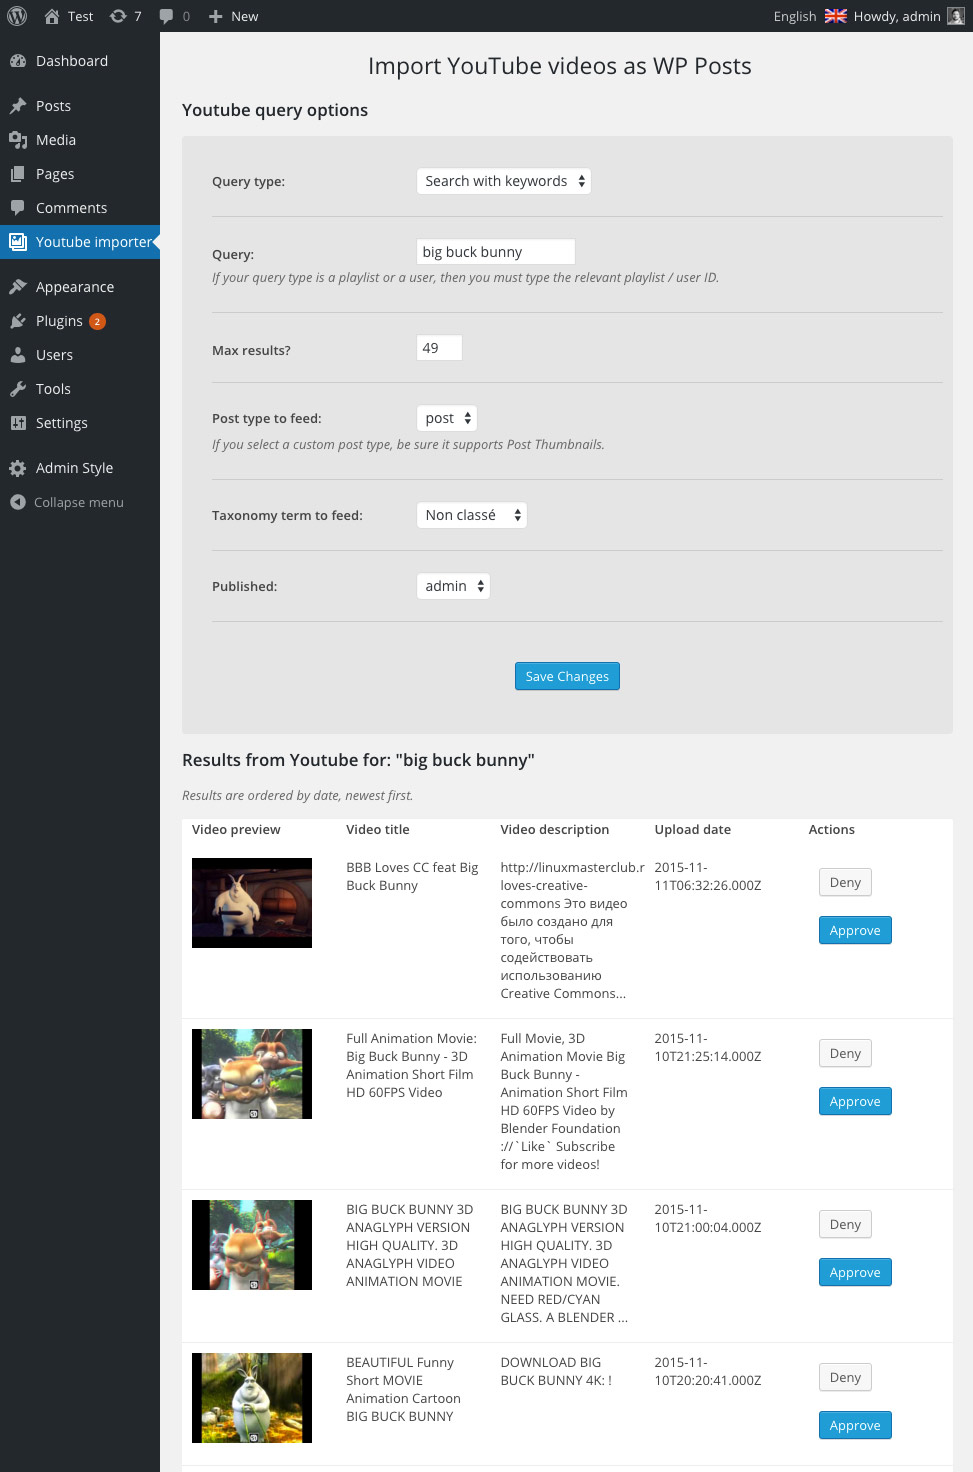 Test 7 0 New English Howdy, admin
Dashboard
Posts
Media
Pages
Comments
Youtube importer
Appearance
Plugins 2
Users
Tools
Settings
Admin Style
Collapse menu
Import YouTube videos as WP Posts
Youtube query options
Query type: Search with keywords
Query: big buck bunny
If your query type is a playlist or a user, then you must type the relevant playlist / user ID.
Max results? 49
Post type to feed: post
If you select a custom post type, be sure it supports Post Thumbnails.
Taxonomy term to feed: Non classé
Published: admin
Save Changes
Results from Youtube for: "big buck bunny"
Results are ordered by date, newest first.
Video preview Video title Video description Upload date Actions
BBB Loves CC feat Big
Buck Bunny
http://linuxmasterclub.r
loves-creative-
commons Это видео
было создано для
того, чтобы
содействовать
использованию
Creative Commons...
2015-11-
11T06:32:26.000Z
Deny
Approve
Full Animation Movie:
Big Buck Bunny - 3D
Animation Short Film
HD 60FPS Video
Full Movie, 3D
Animation Movie Big
Buck Bunny -
Animation Short Film
HD 60FPS Video by
Blender Foundation
://`Like` Subscribe
for more videos!
2015-11-
10T21:25:14.000Z
Deny
Approve
BIG BUCK BUNNY 3D
ANAGLYPH VERSION
HIGH QUALITY. 3D
ANAGLYPH VIDEO
ANIMATION MOVIE
BIG BUCK BUNNY 3D
ANAGLYPH VERSION
HIGH QUALITY. 3D
ANAGLYPH VIDEO
ANIMATION MOVIE.
NEED RED/CYAN
GLASS. A BLENDER ...
2015-11-
10T21:00:04.000Z
Deny
Approve
BEAUTIFUL Funny
Short MOVIE
Animation Cartoon
BIG BUCK BUNNY
DOWNLOAD BIG
BUCK BUNNY 4K: !
2015-11-
10T20:20:41.000Z
Deny
Approve